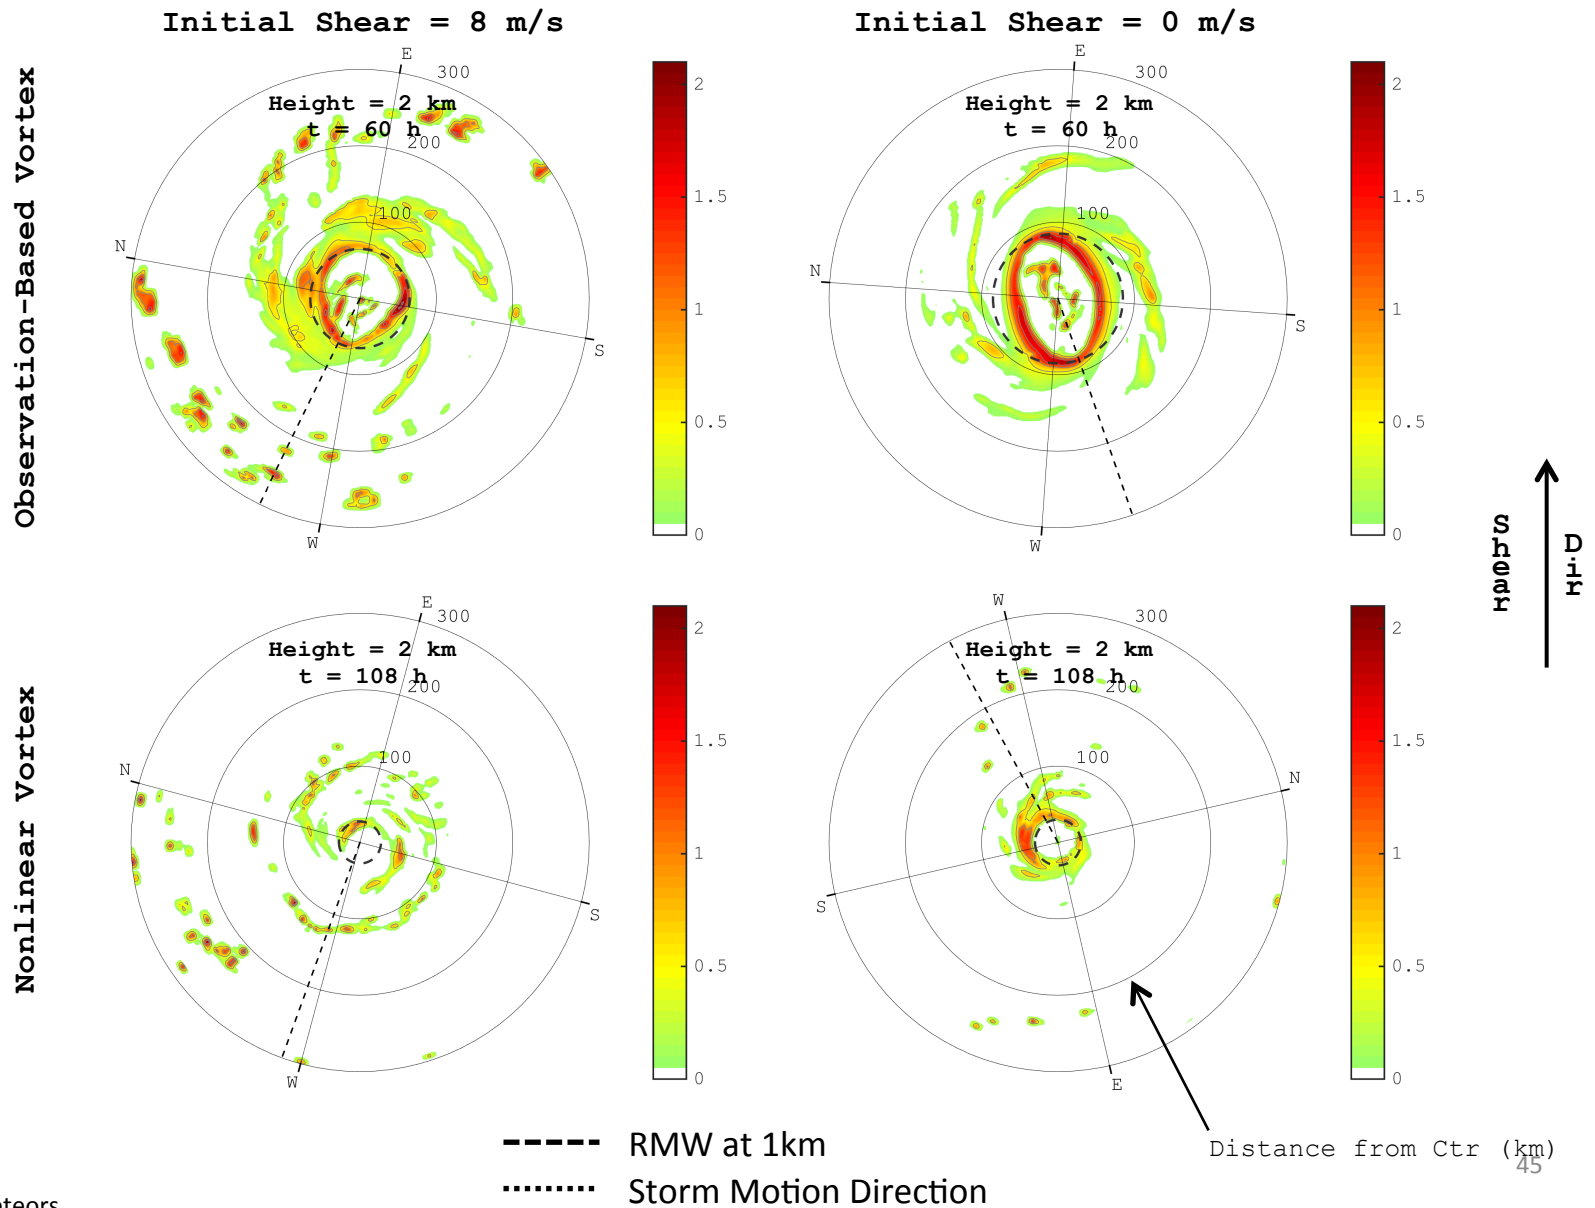 Initial Shear = 8 m/s
Initial Shear = 0 m/s
Observation-Based Vortex
E
300
Height = 2 km
t = 60 h
200
100
N
S
W
2
1.5
1
0.5
0
E
300
Height = 2 km
t = 60 h
200
100
N
S
W
2
1.5
1
0.5
0
Shear
Dir
Nonlinear Vortex
E
300
Height = 2 km
t = 108 h
200
100
N
S
W
2
1.5
1
0.5
0
W
300
Height = 2 km
t = 108 h
200
100
N
S
E
2
1.5
1
0.5
0
RMW at 1km
Storm Motion Direction
Distance from Ctr (km)
45